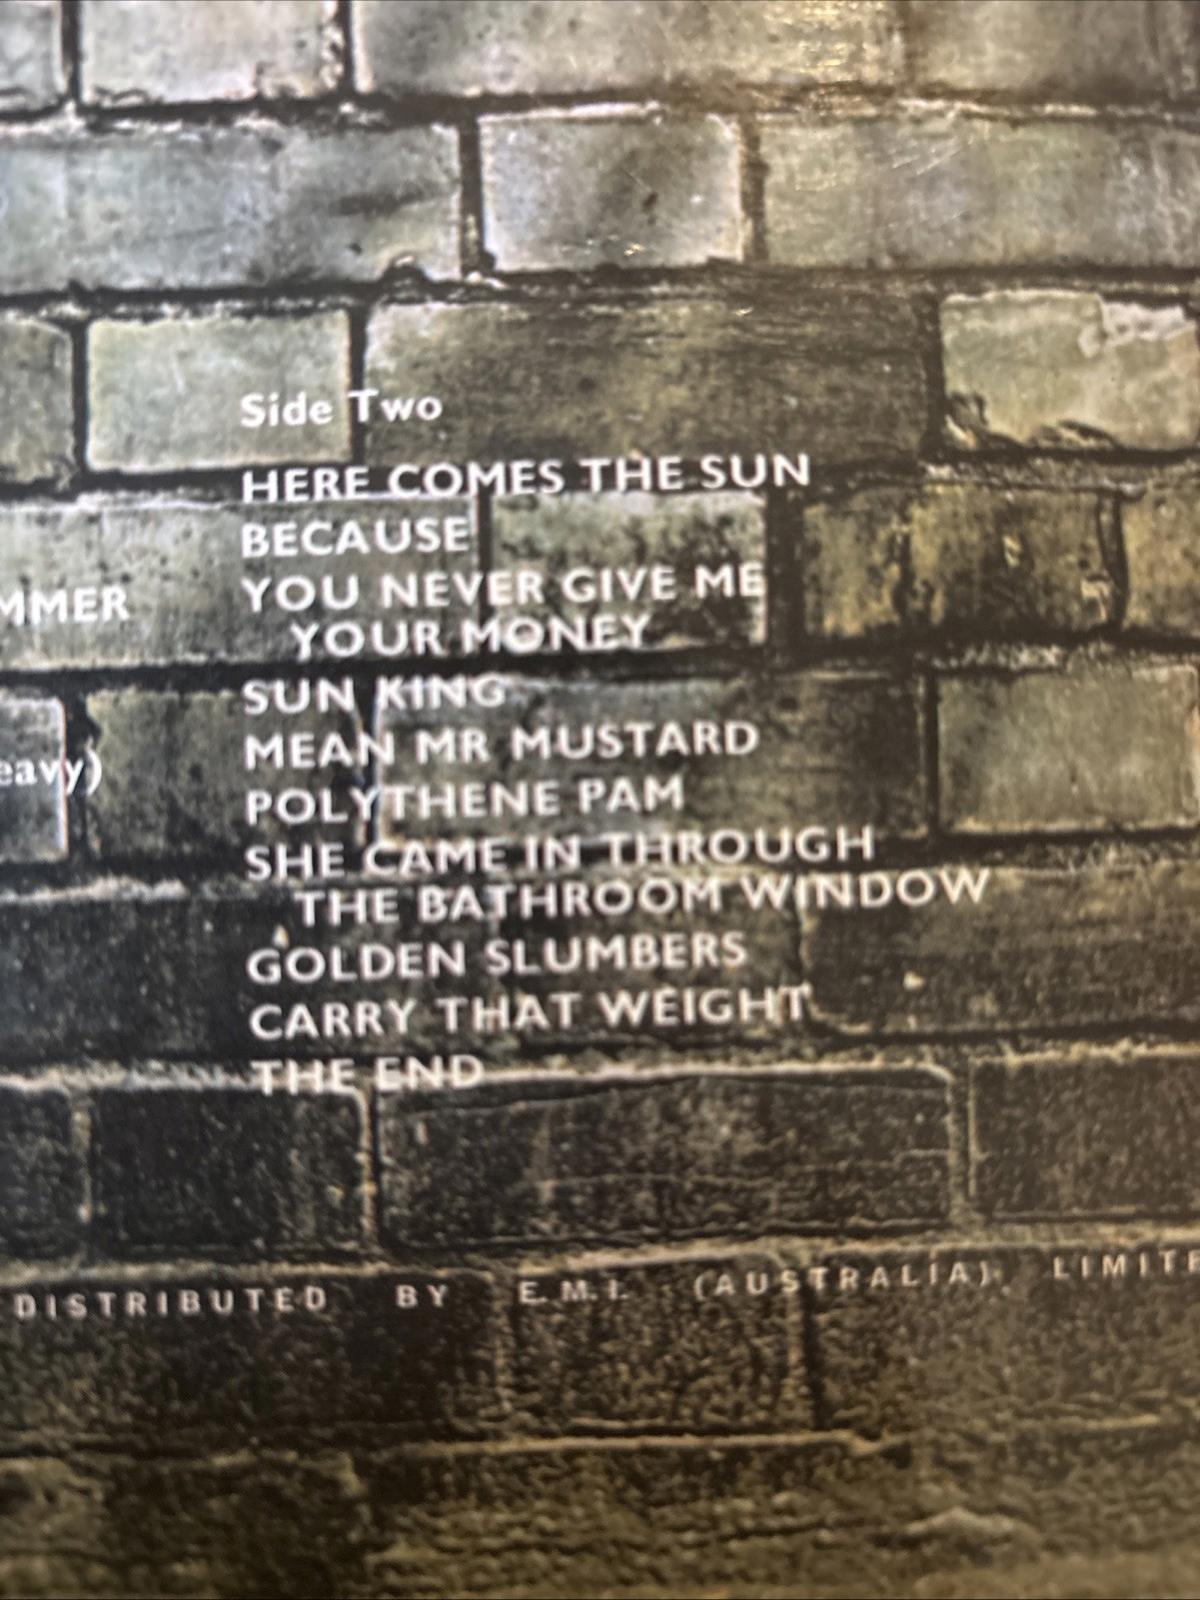 Side Two
HERE COMES THE SUN
BECAUSE
YOU NEVER GIVE ME
YOUR MONEY
SUN KING
MEAN MR MUSTARD
POLYTHENE PAM
SHE CAME IN THROUGH
THE BATHROOM WINDOW
GOLDEN SLUMBERS
CARRY THAT WEIGHT
THE END
MMER
eavy)
DISTRIBUTED BY E.M.I. (AUSTRALIA) LIMITE